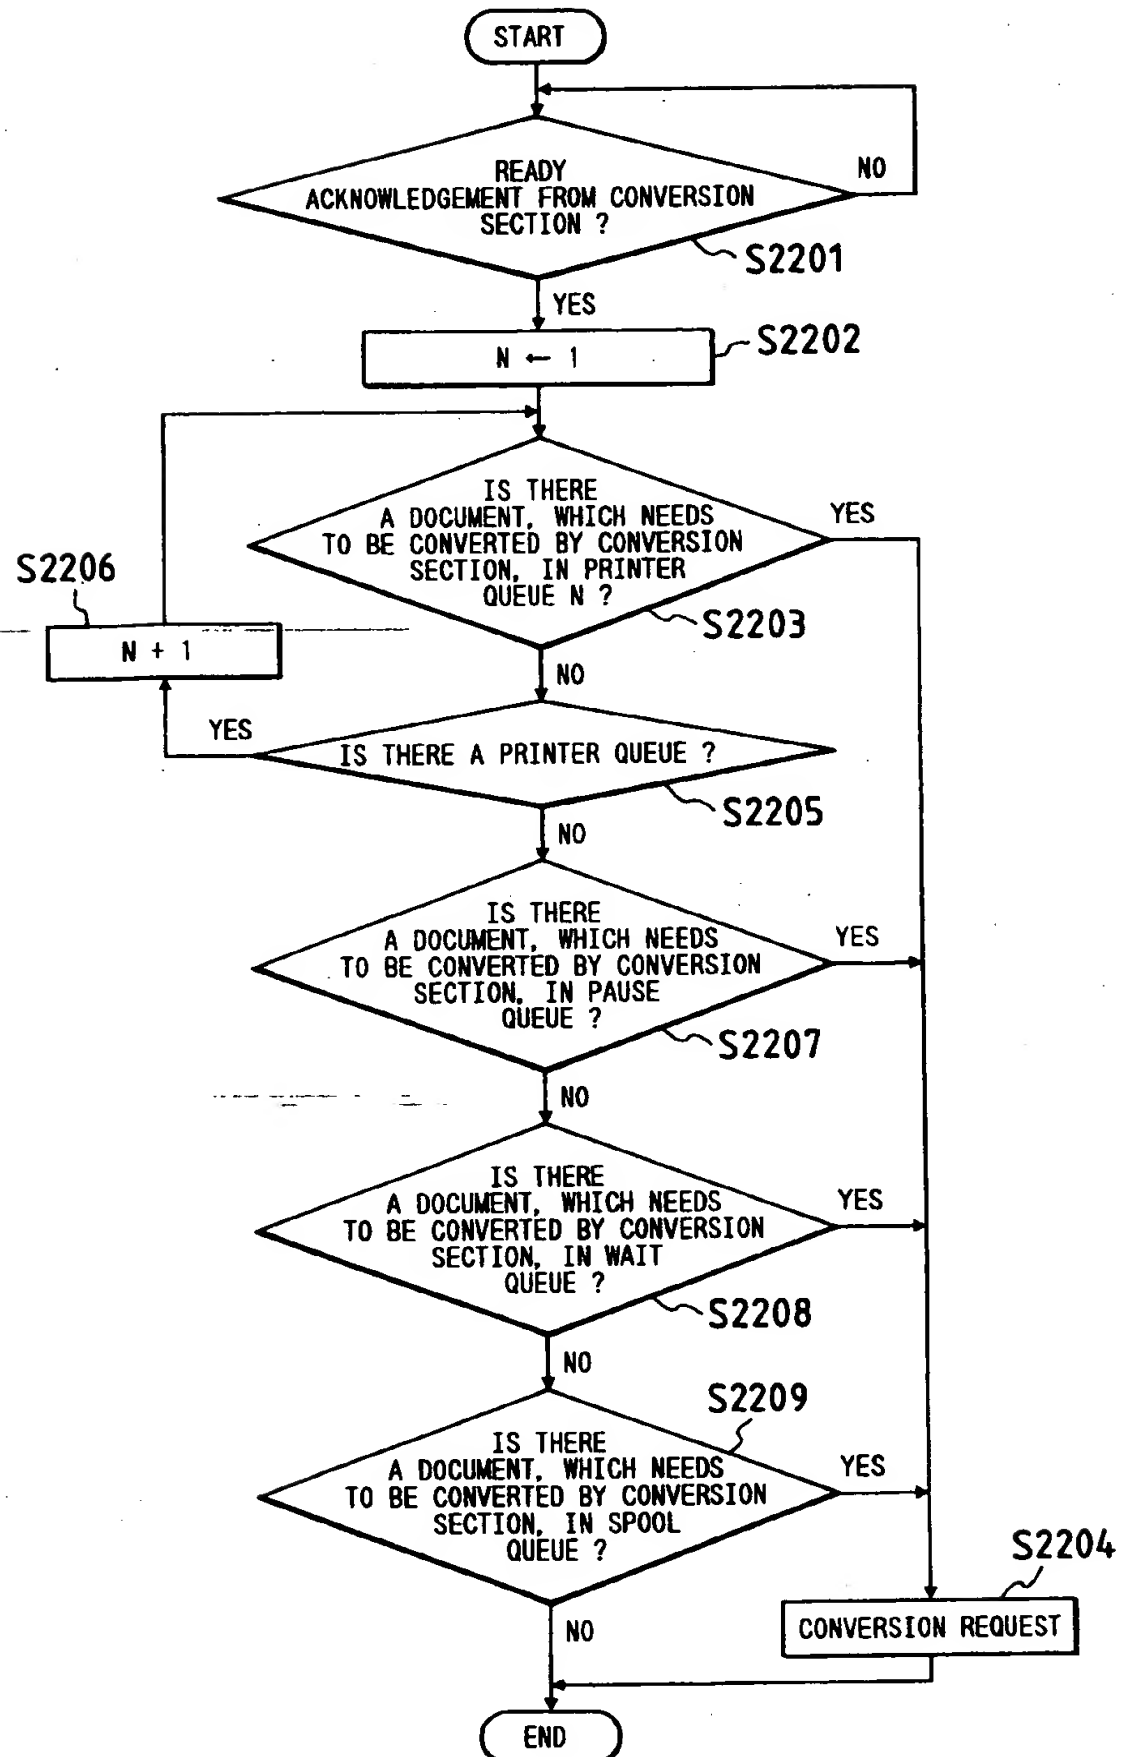 START
READY
ACKNOWLEDGEMENT FROM CONVERSION
SECTION ?
NO
S2201
YES
N ← 1
S2202
IS THERE
A DOCUMENT, WHICH NEEDS
TO BE CONVERTED BY CONVERSION
SECTION, IN PRINTER
QUEUE N ?
YES
S2203
S2206
N + 1
NO
YES
IS THERE A PRINTER QUEUE ?
S2205
NO
IS THERE
A DOCUMENT, WHICH NEEDS
TO BE CONVERTED BY CONVERSION
SECTION, IN PAUSE
QUEUE ?
YES
S2207
NO
IS THERE
A DOCUMENT, WHICH NEEDS
TO BE CONVERTED BY CONVERSION
SECTION, IN WAIT
QUEUE ?
YES
S2208
NO
S2209
IS THERE
A DOCUMENT, WHICH NEEDS
TO BE CONVERTED BY CONVERSION
SECTION, IN SPOOL
QUEUE ?
YES
S2204
CONVERSION REQUEST
NO
END